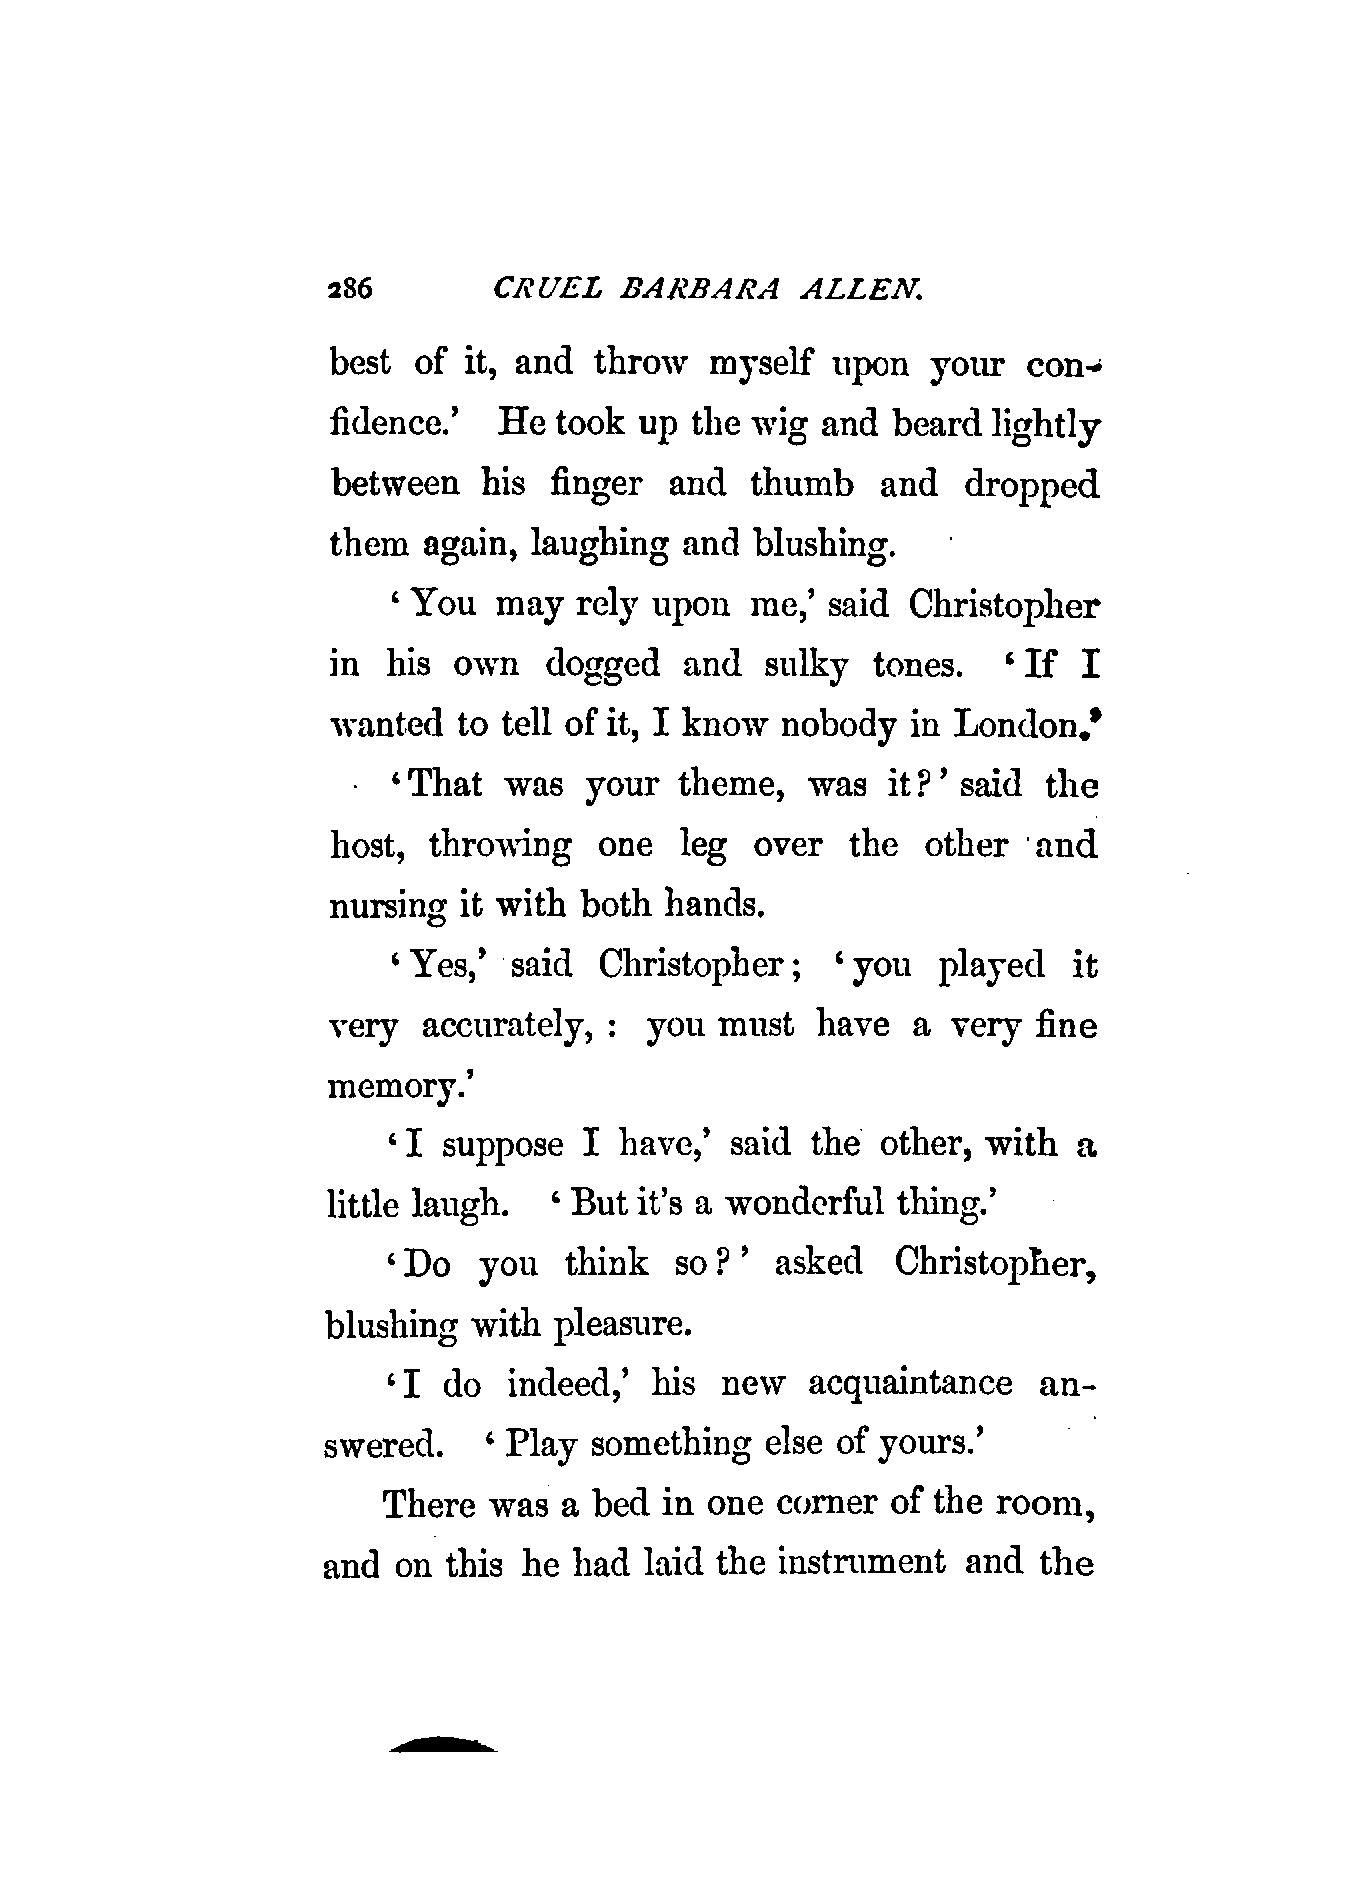 286 CRUEL BARBARA ALLEN.
best of it, and throw myself upon your con-
fidence.’ He took up the wig and beard lightly
between his finger and thumb and dropped
them again, laughing and blushing.
‘You may rely upon me,’ said Christopher
in his own dogged and sulky tones. ‘If I
wanted to tell of it, I know nobody in London.’
‘That was your theme, was it?’ said the
host, throwing one leg over the other and
nursing it with both hands.
‘Yes,’ said Christopher; ‘you played it
very accurately, : you must have a very fine
memory.’
‘I suppose I have,’ said the other, with a
little laugh. ‘But it’s a wonderful thing.’
‘Do you think so?’ asked Christopher,
blushing with pleasure.
‘I do indeed,’ his new acquaintance an-
swered. ‘Play something else of yours.’
There was a bed in one corner of the room,
and on this he had laid the instrument and the